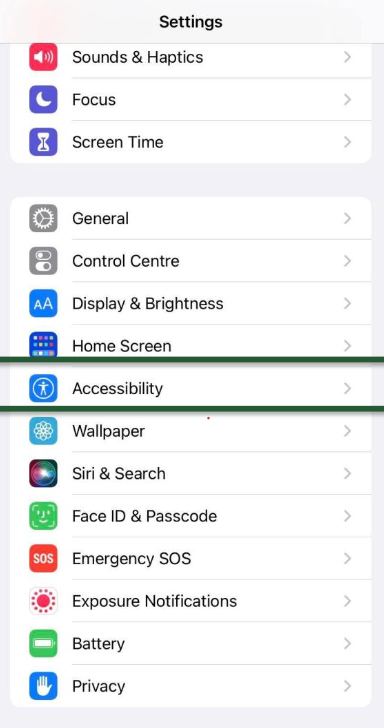 Settings
Sounds & Haptics
Focus
Screen Time
General
Control Centre
AA Display & Brightness
Home Screen
Accessibility
Wallpaper
Siri & Search
Face ID & Passcode
SOS Emergency SOS
Exposure Notifications
Battery
Privacy